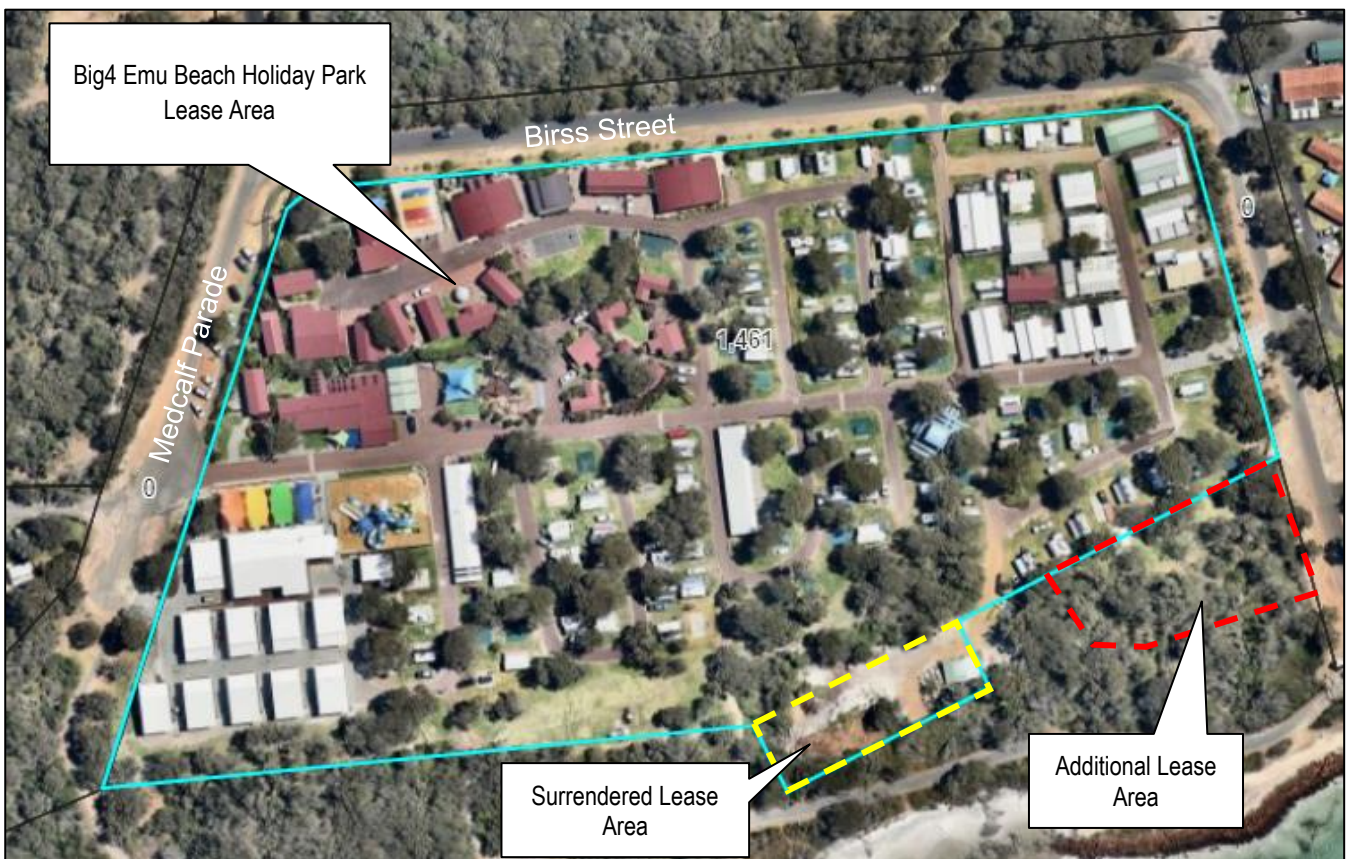 Big4 Emu Beach Holiday Park
Lease Area
Birss Street
Medcalf Parade
0
0
1,461
Surrendered Lease
Area
Additional Lease
Area